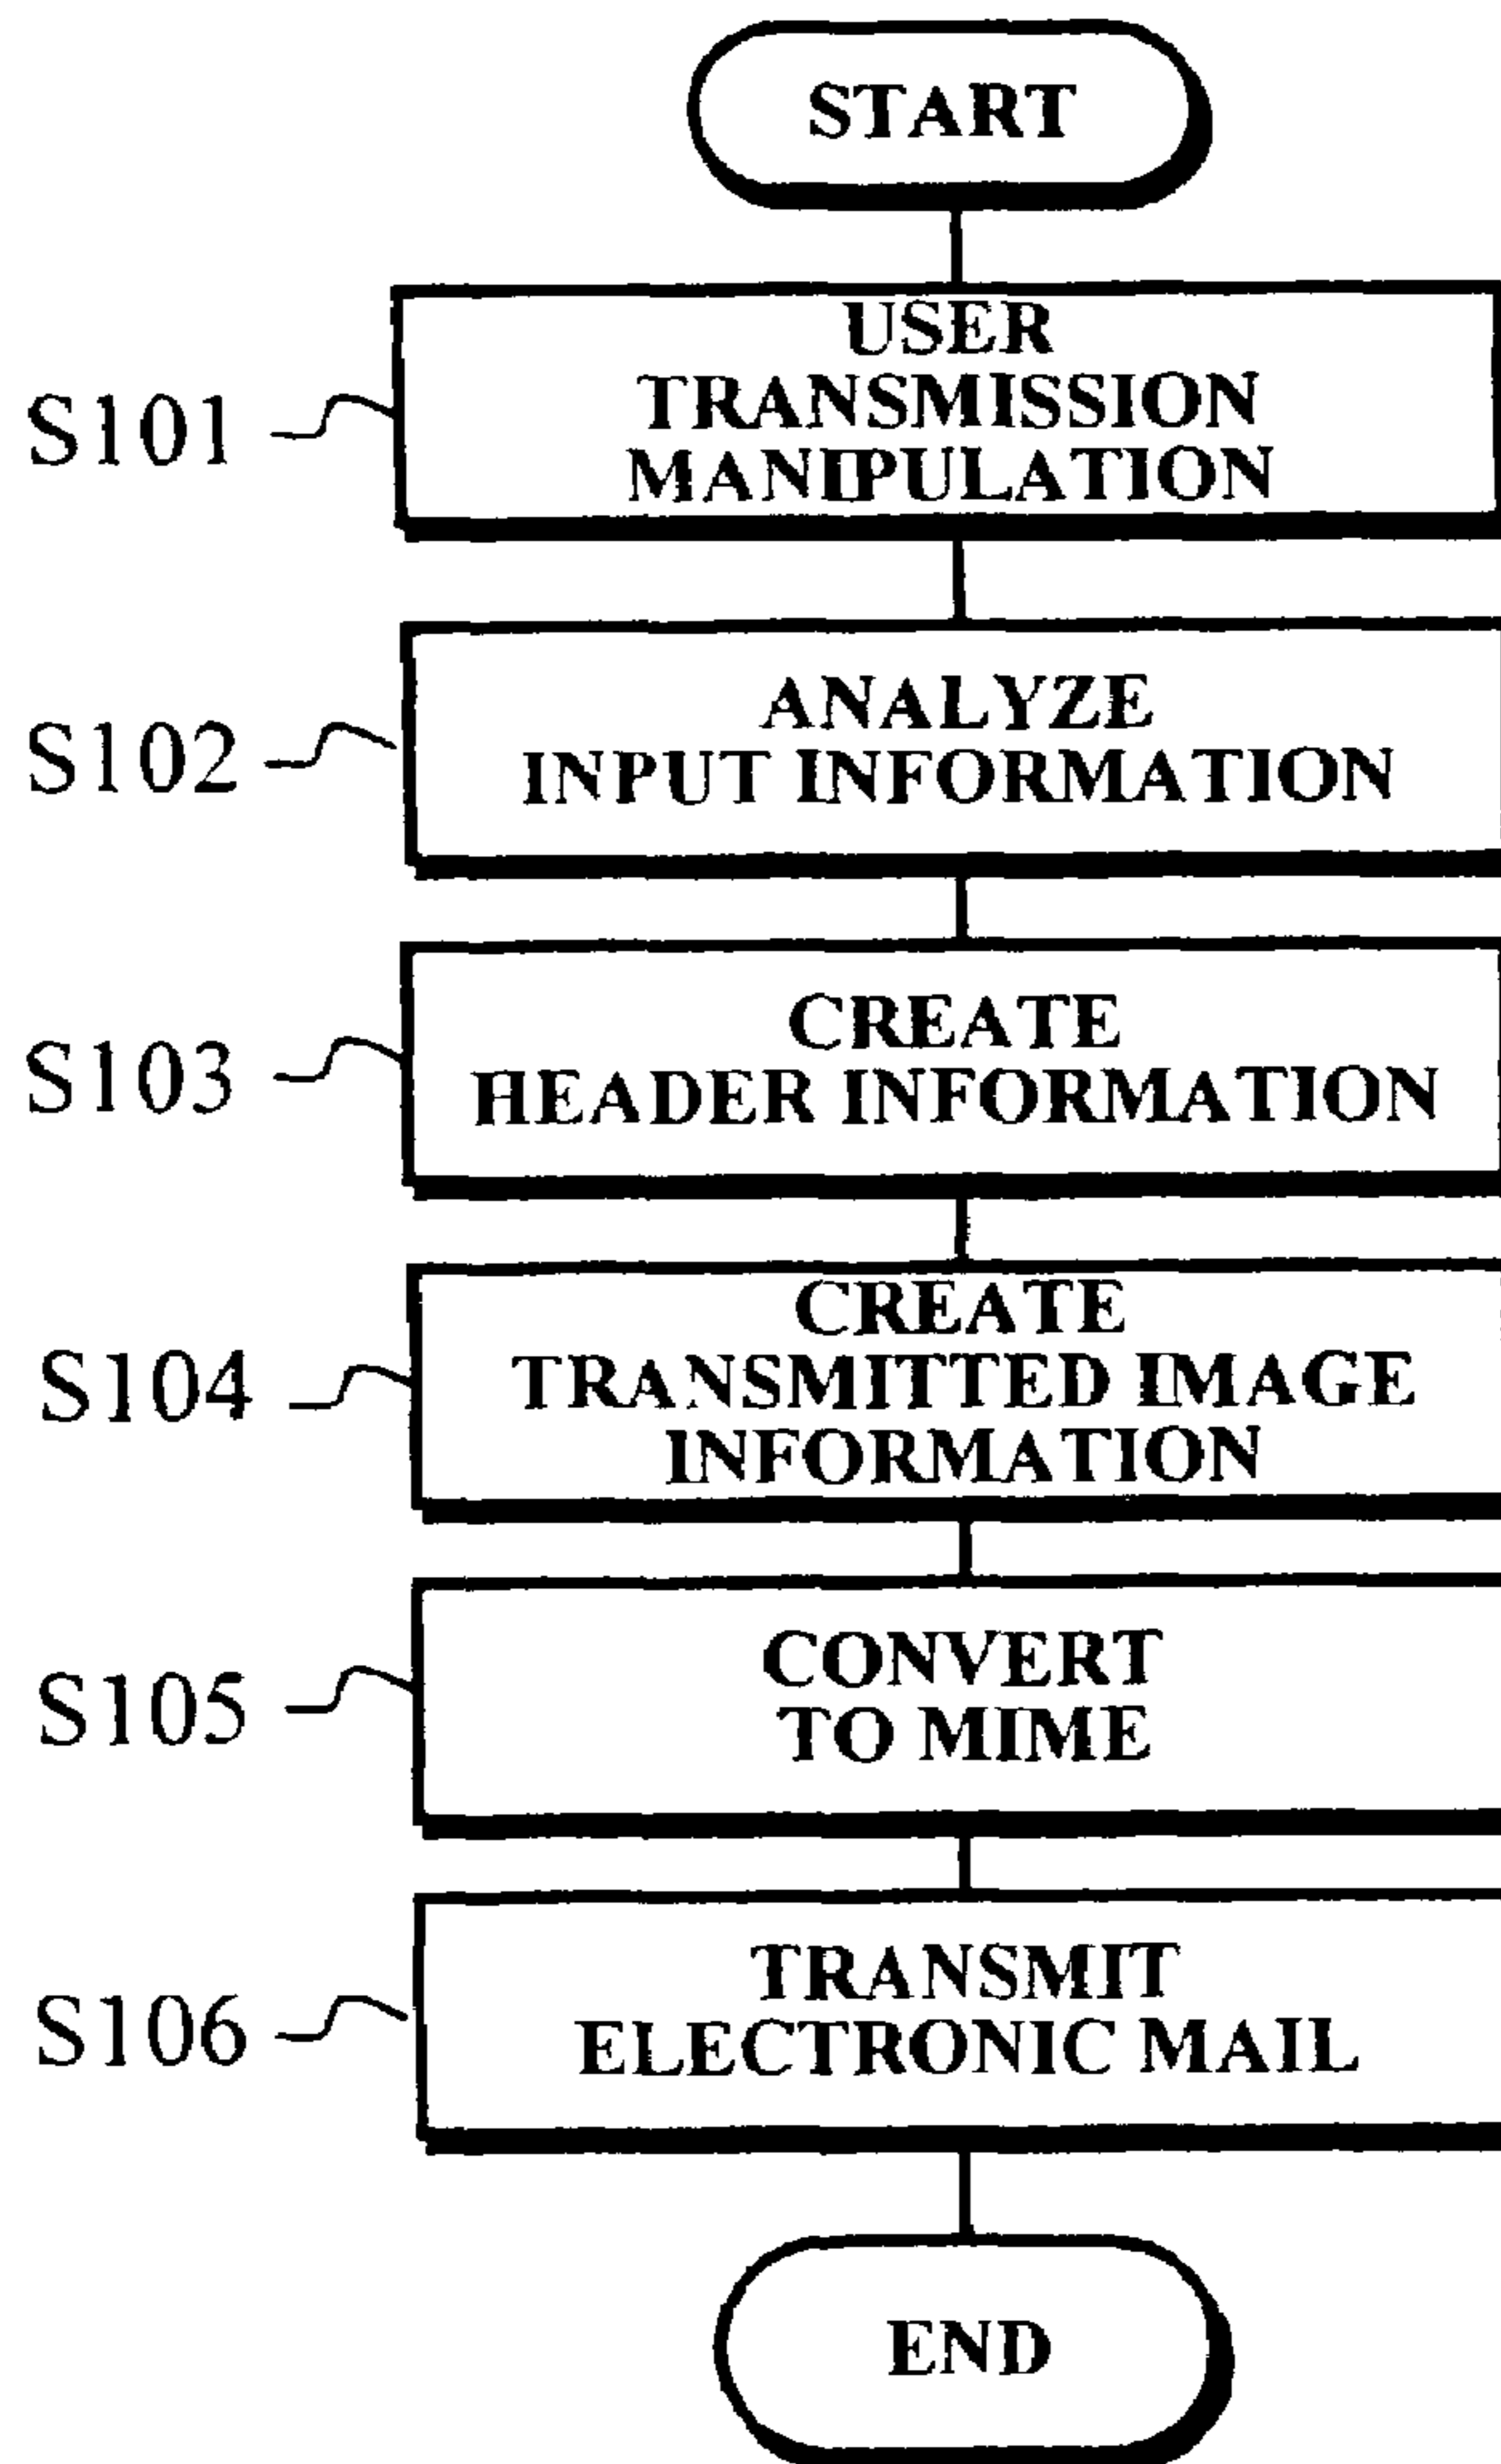 START
USER
TRANSMISSION
MANIPULATION
S101
ANALYZE
INPUT INFORMATION
S102
CREATE
HEADER INFORMATION
S103
CREATE
TRANSMITTED IMAGE
INFORMATION
S104
CONVERT
TO MIME
S105
TRANSMIT
ELECTRONIC MAIL
S106
END